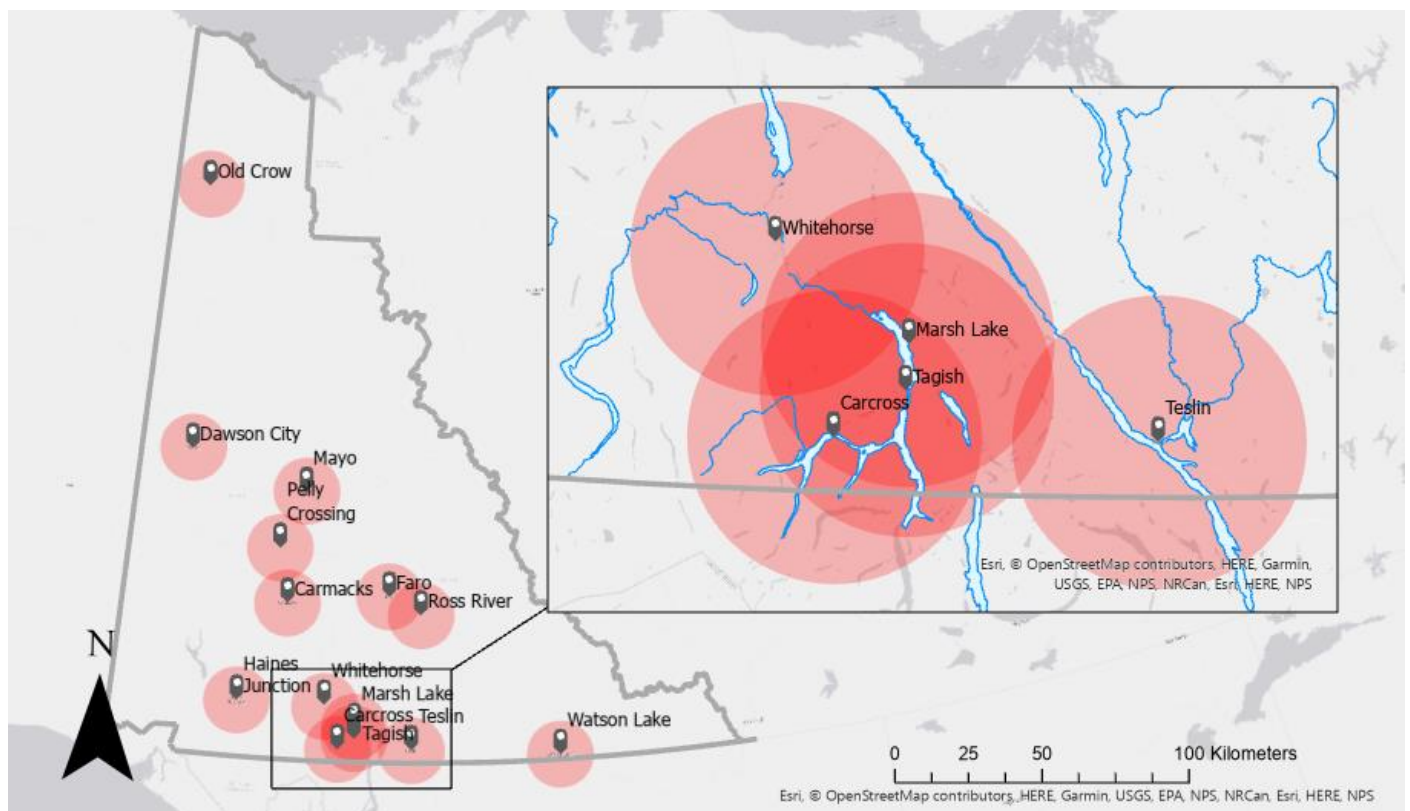 Old Crow
Dawson City
Mayo
Pelly
Crossing
Carmacks
Faro
Ross River
Haines
Junction
Whitehorse
Marsh Lake
Carcross Teslin
Tagish
Watson Lake
N
Whitehorse
Marsh Lake
Tagish
Carcross
Teslin
Esri, © OpenStreetMap contributors, HERE, Garmin,
USGS, EPA, NPS, NRCan, Esri, HERE, NPS
0 25 50 100 Kilometers
Esri, © OpenStreetMap contributors, HERE, Garmin, USGS, EPA, NPS, NRCan, Esri, HERE, NPS